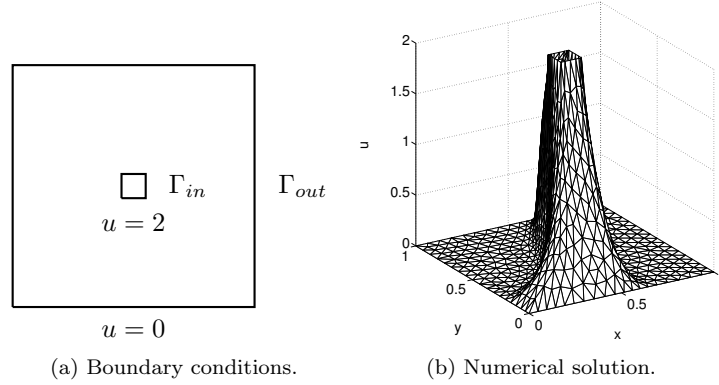 Γin
Γout
u = 2
u = 0
(a) Boundary conditions.
2
1.5
1
0.5
0
u
1
0.5
0
y
0
0.5
x
(b) Numerical solution.